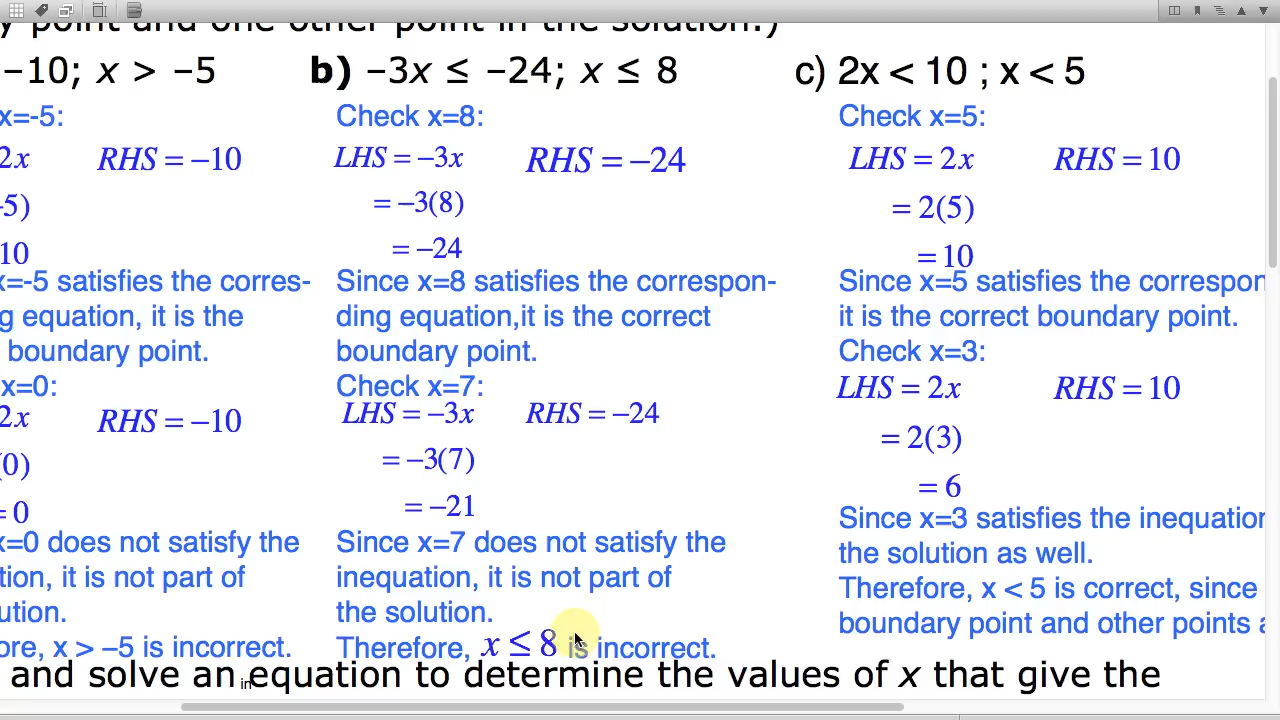 y point and one other point in the solution.)
–10; x > –5
x=-5:
2x RHS = –10
-5)
10
x=-5 satisfies the corres-
g equation, it is the
boundary point.
x=0:
2x RHS = –10
(0)
= 0
x=0 does not satisfy the
tion, it is not part of
ution.
ore, x > –5 is incorrect.
b) –3x ≤ –24; x ≤ 8
Check x=8:
LHS = –3x RHS = –24
= –3(8)
= –24
Since x=8 satisfies the correspon-
ding equation,it is the correct
boundary point.
Check x=7:
LHS = –3x RHS = –24
= –3(7)
= –21
Since x=7 does not satisfy the
inequation, it is not part of
the solution.
Therefore, x ≤ 8 is incorrect.
c) 2x < 10 ; x < 5
Check x=5:
LHS = 2x RHS = 10
= 2(5)
= 10
Since x=5 satisfies the correspon
it is the correct boundary point.
Check x=3:
LHS = 2x RHS = 10
= 2(3)
= 6
Since x=3 satisfies the inequation
the solution as well.
Therefore, x < 5 is correct, since
boundary point and other points a
and solve an in equation to determine the values of x that give the